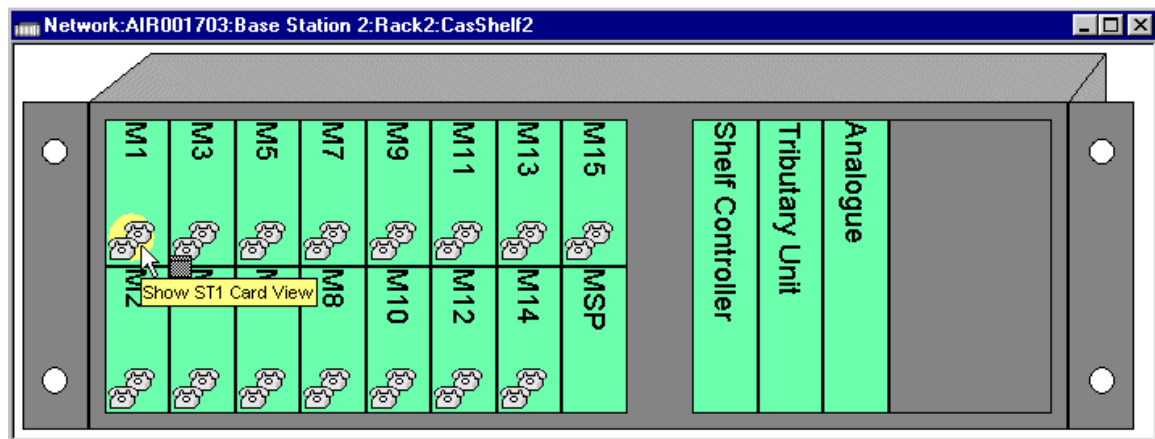 Network:AIR001703:Base Station 2:Rack2:CasShelf2
M1
M3
M5
M7
M9
M11
M13
M15
Shelf Controller
Tributary Unit
Analogue
M2
Show ST1 Card View
M8
M10
M12
M14
MSP